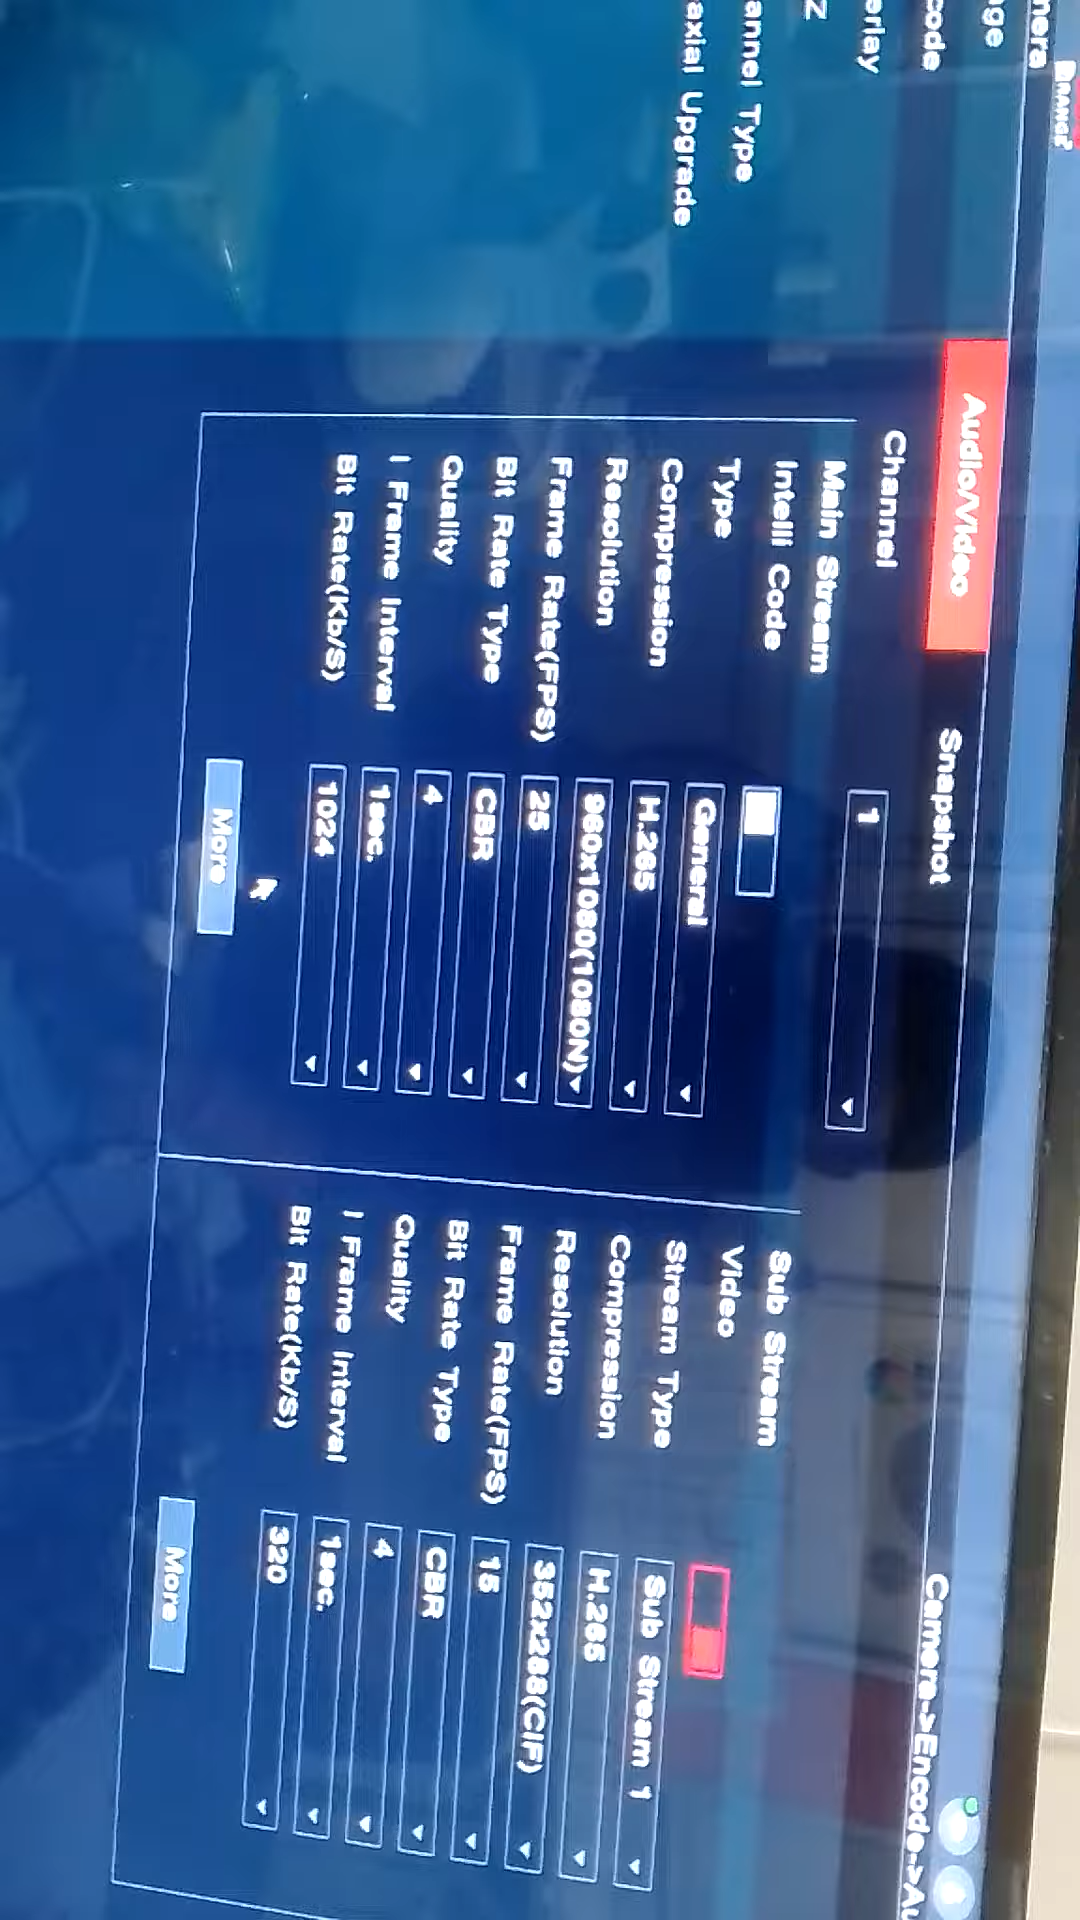 Camera->Encode->Au
Audio/Video
Snapshot
Channel
1
Main Stream
Intelli Code
Type
General
Compression
H.265
Resolution
960x1080(1080N)
Frame Rate(FPS)
25
Bit Rate Type
CBR
Quality
4
I Frame Interval
1sec.
Bit Rate(Kb/S)
1024
More
Sub Stream
Video
Stream Type
Sub Stream 1
Compression
H.265
Resolution
352x288(CIF)
Frame Rate(FPS)
15
Bit Rate Type
CBR
Quality
4
I Frame Interval
1sec.
Bit Rate(Kb/S)
320
More
mera
age
code
erlay
Z
annel Type
axial Upgrade